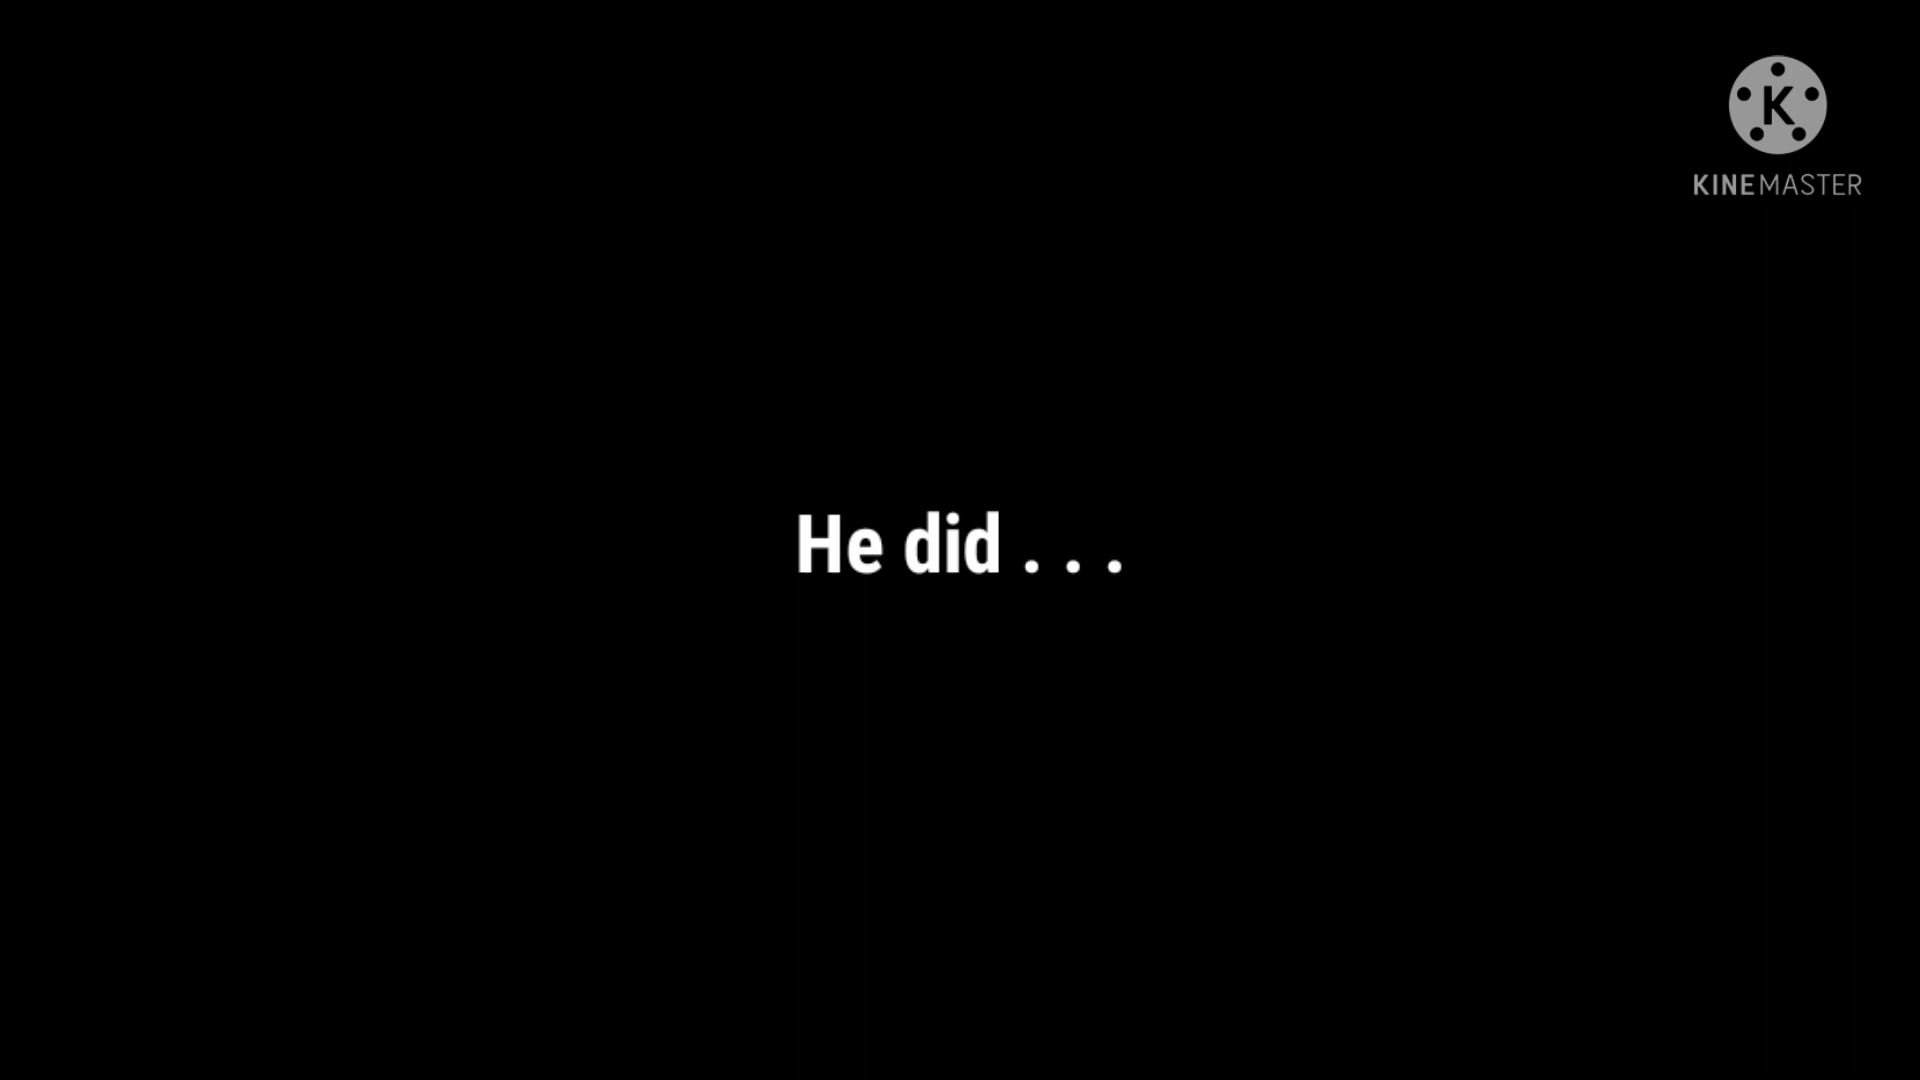 K
KINEMASTER
He did . . .